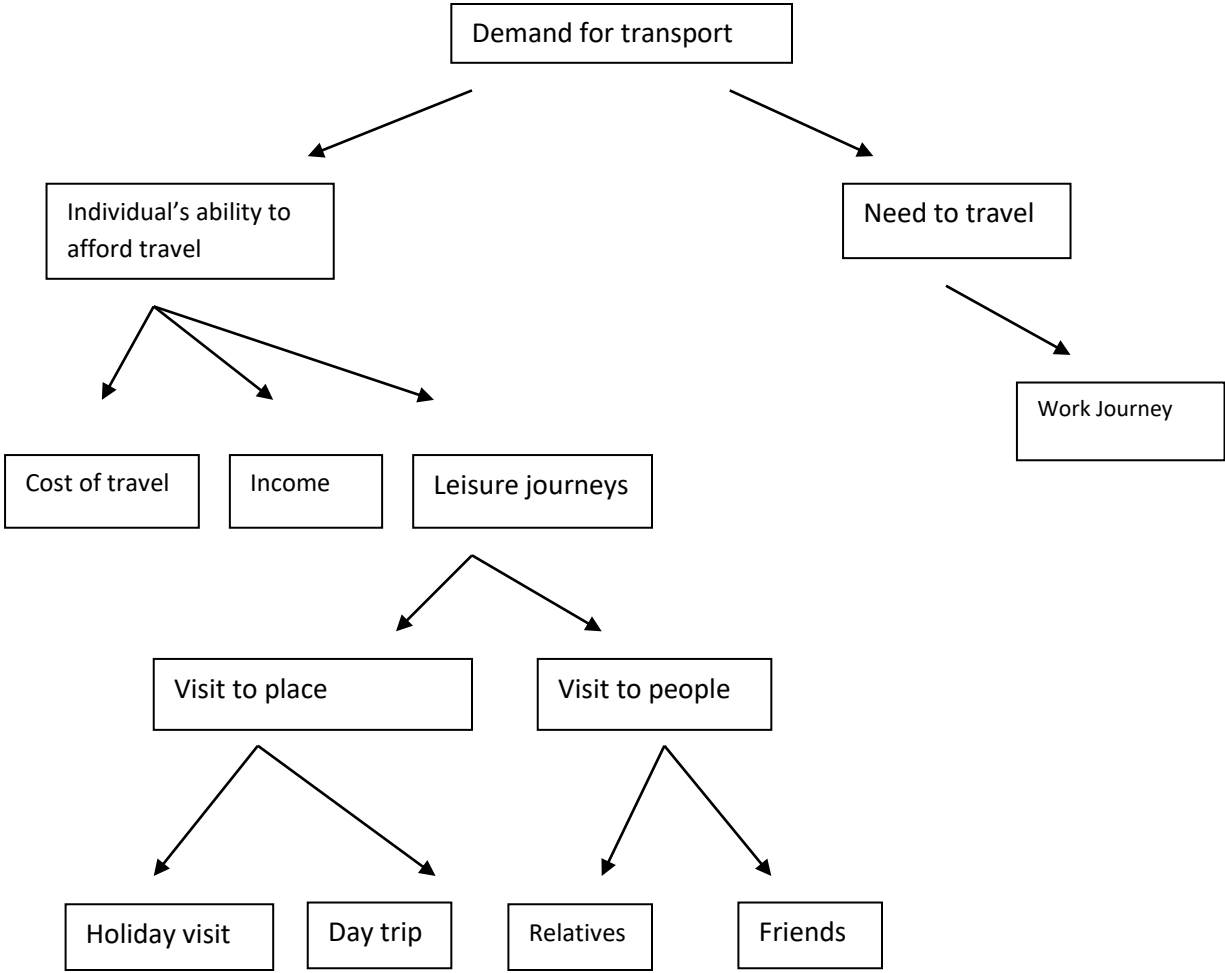 Demand for transport
Individual’s ability to
afford travel
Need to travel
Work Journey
Cost of travel
Income
Leisure journeys
Visit to place
Visit to people
Holiday visit
Day trip
Relatives
Friends